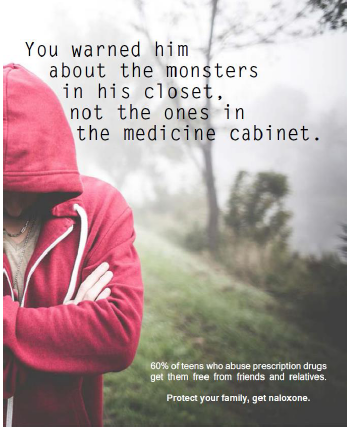 You warned him
about the monsters
in his closet,
not the ones in
the medicine cabinet.
60% of teens who abuse prescription drugs
get them free from friends and relatives.
Protect your family, get naloxone.